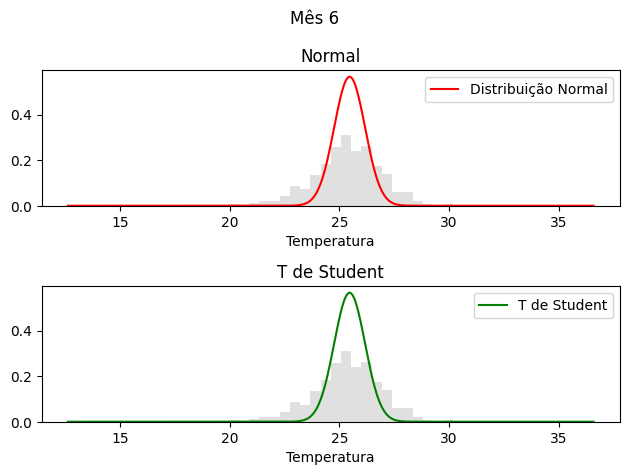 Mês 6
Normal
Distribuição Normal
0.4
0.2
0.0
15 20 25 30 35
Temperatura
T de Student
T de Student
0.4
0.2
0.0
15 20 25 30 35
Temperatura